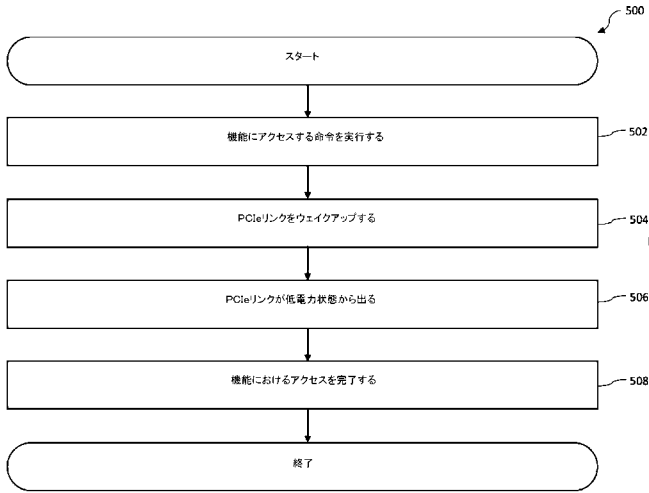 500
スタート
機能にアクセスする命令を実行する
502
PCIeリンクをウェイクアップする
504
PCIeリンクが低電力状態から出る
506
機能におけるアクセスを完了する
508
終了